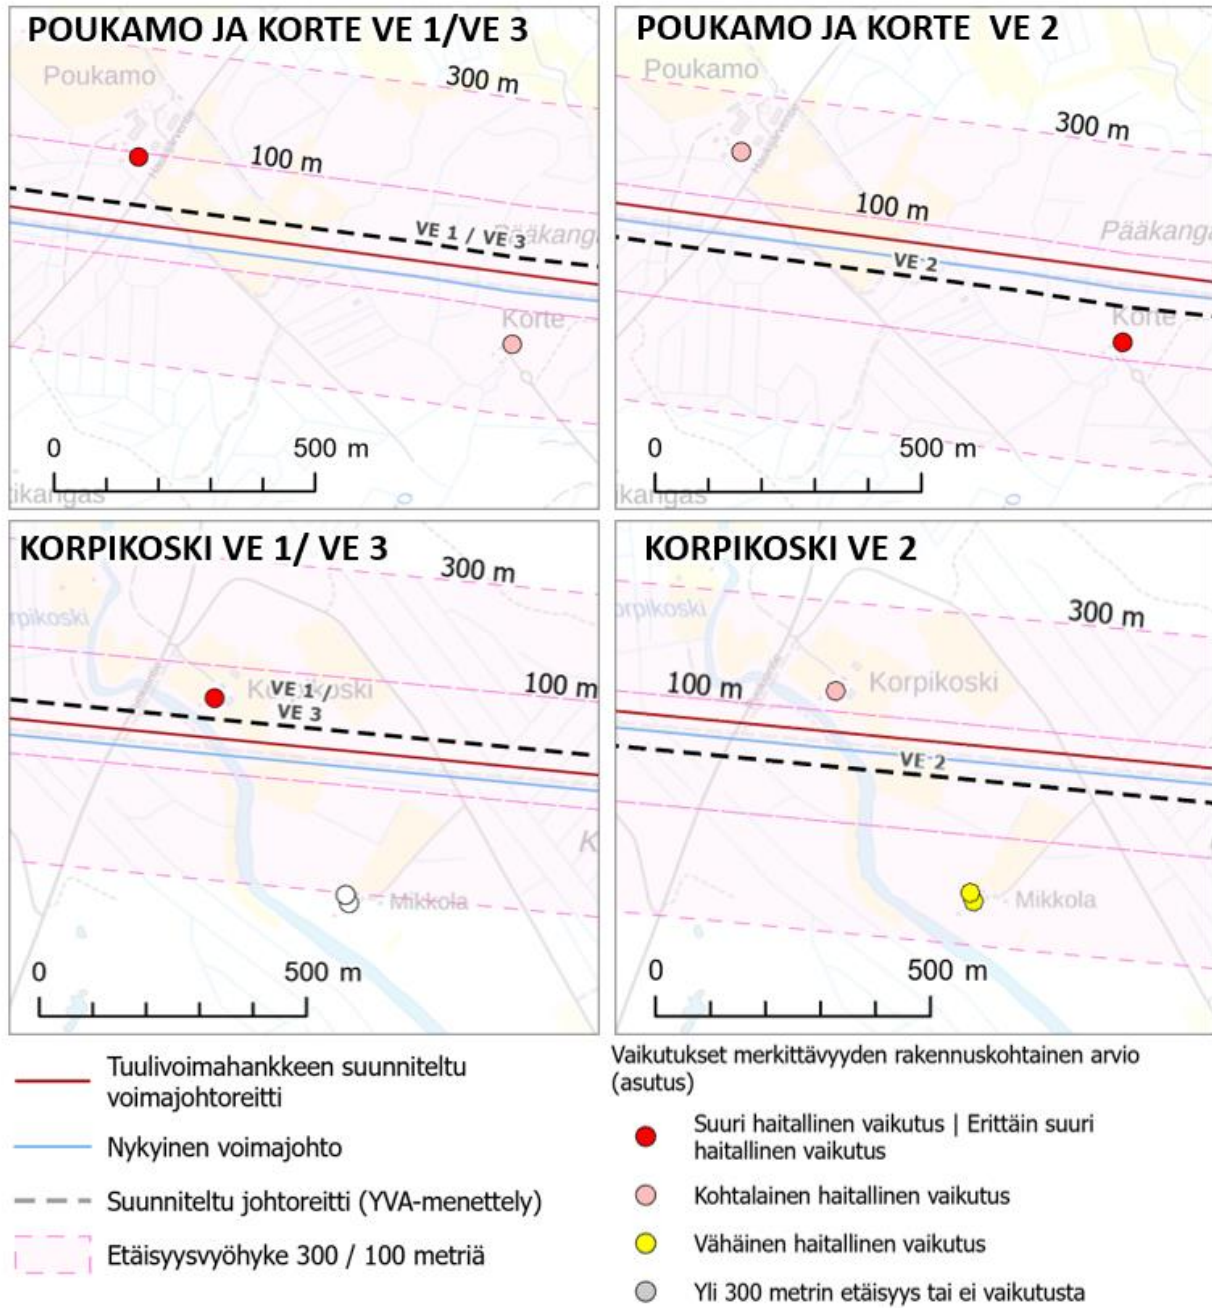 POUKAMO JA KORTE VE 1/VE 3
Poukamo
300 m
100 m
VE 1 / VE 3
Korte
0
500 m
ikangas
POUKAMO JA KORTE VE 2
Poukamo
300 m
100 m
VE 2
Korte
0
500 m
ikangas
KORPIKOSKI VE 1/ VE 3
300 m
rpikoski
VE 1 /
VE 3
100 m
K
Mikkola
0
500 m
KORPIKOSKI VE 2
orpikoski
300 m
Korpikoski
100 m
VE 2
Mikkola
0
500 m
Tuulivoimahankkeen suunniteltu
voimajohtoreitti
Nykyinen voimajohto
Suunniteltu johtoreitti (YVA-menettely)
Etäisyysvyöhyke 300 / 100 metriä
Vaikutukset merkittävyyden rakennuskohtainen arvio
(asutus)
Suuri haitallinen vaikutus | Erittäin suuri
haitallinen vaikutus
Kohtalainen haitallinen vaikutus
Vähäinen haitallinen vaikutus
Yli 300 metrin etäisyys tai ei vaikutusta